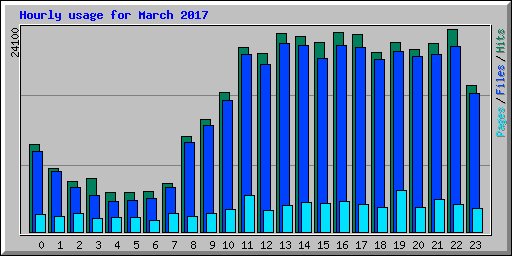 Hourly usage for March 2017
24100
Pages/Files/Hits
0 1 2 3 4 5 6 7 8 9 10 11 12 13 14 15 16 17 18 19 20 21 22 23